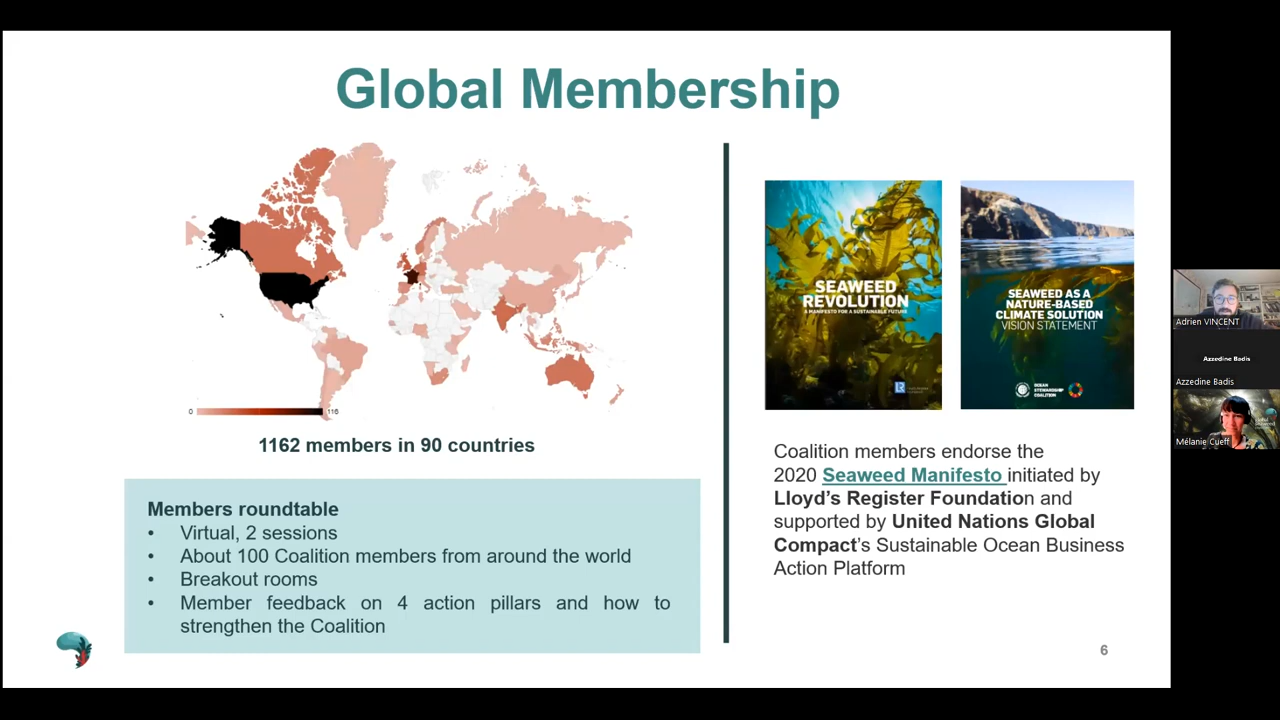 Global Membership
0
116
1162 members in 90 countries
Members roundtable
• Virtual, 2 sessions
• About 100 Coalition members from around the world
• Breakout rooms
• Member feedback on 4 action pillars and how to
strengthen the Coalition
SEAWEED
REVOLUTION
A MANIFESTO FOR A SUSTAINABLE FUTURE
SEAWEED AS A
NATURE-BASED
CLIMATE SOLUTION
VISION STATEMENT
OCEAN
STEWARDSHIP
COALITION
Coalition members endorse the
2020 Seaweed Manifesto initiated by
Lloyd’s Register Foundation and
supported by United Nations Global
Compact’s Sustainable Ocean Business
Action Platform
6
Adrien VINCENT
Azzedine Badis
Azzedine Badis
Mélanie Cueff